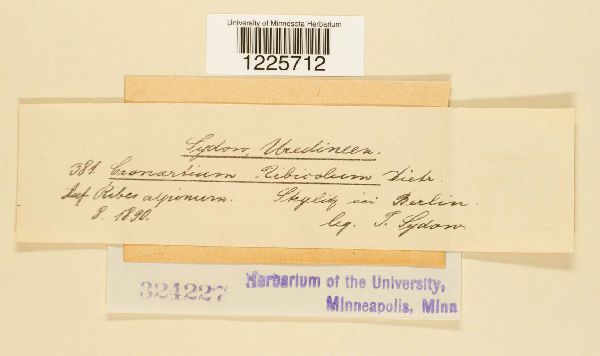 University of Minnesota Herbarium
1225712
Sydow, Uredineen.
381. Cronartium Ribicolum Dietr.
Auf Ribes alpinum. Steglitz bei Berlin.
8. 1890. leg. P. Sydow.
324227 Herbarium of the University,
Minneapolis, Minn